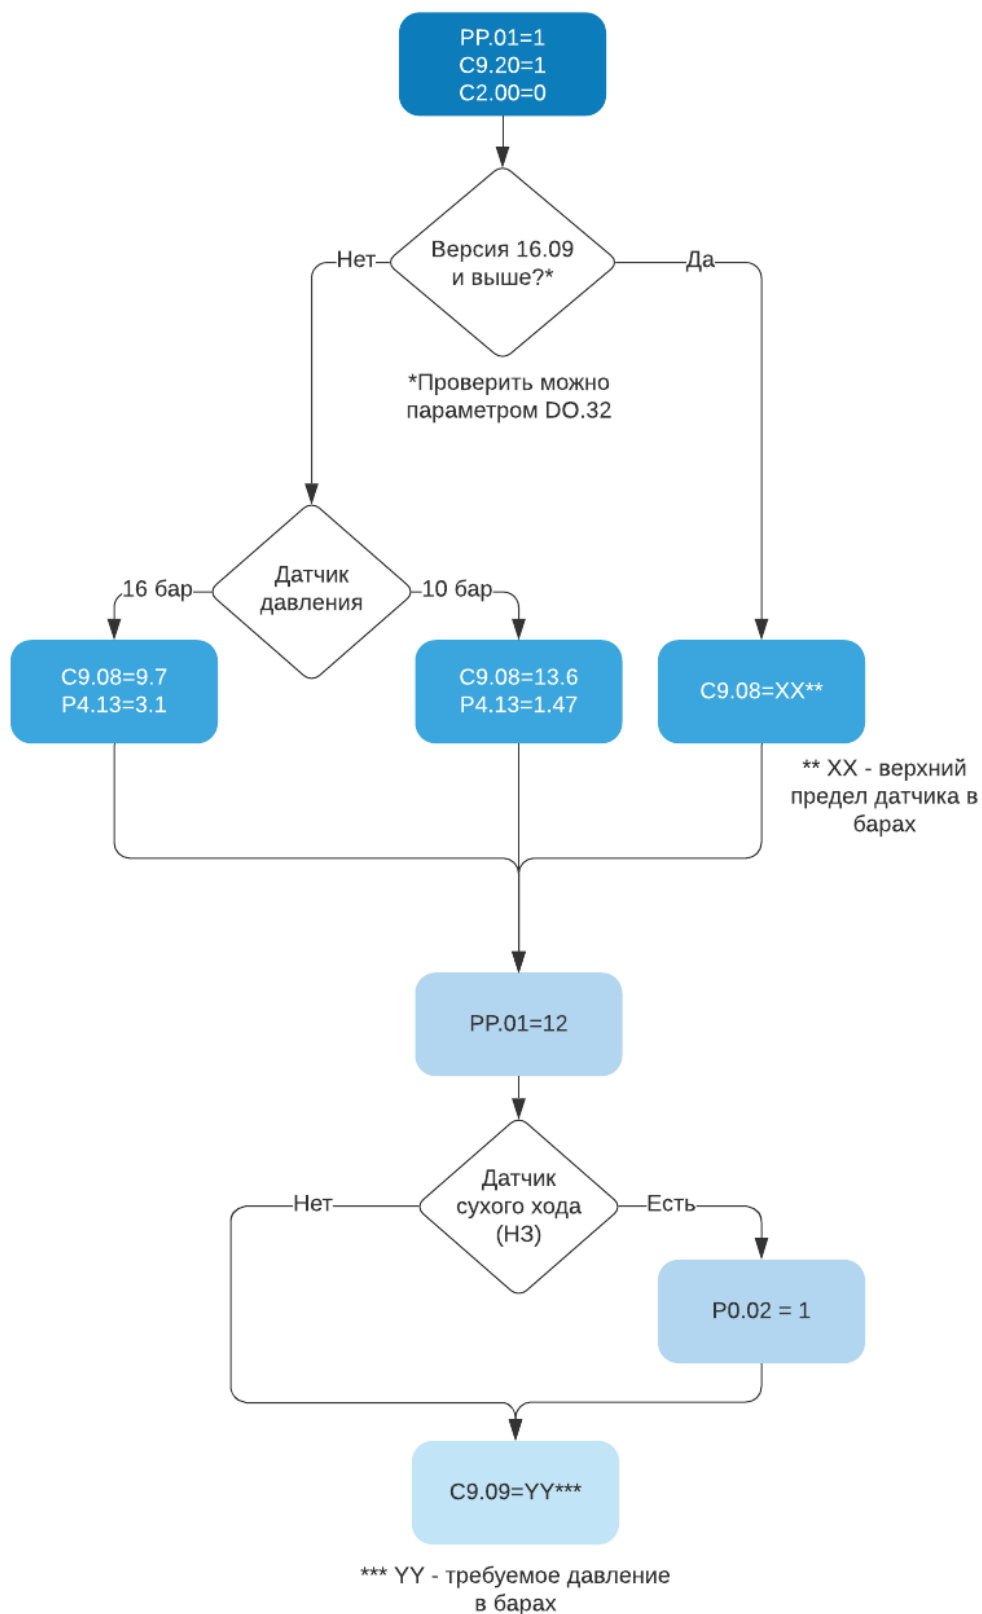 PP.01=1
C9.20=1
C2.00=0
Версия 16.09
и выше?*
Нет
Да
*Проверить можно
параметром DO.32
Датчик
давления
16 бар
10 бар
C9.08=9.7
P4.13=3.1
C9.08=13.6
P4.13=1.47
C9.08=XX**
** XX - верхний
предел датчика в
барах
PP.01=12
Датчик
сухого хода
(НЗ)
Нет
Есть
P0.02 = 1
C9.09=YY***
*** YY - требуемое давление
в барах